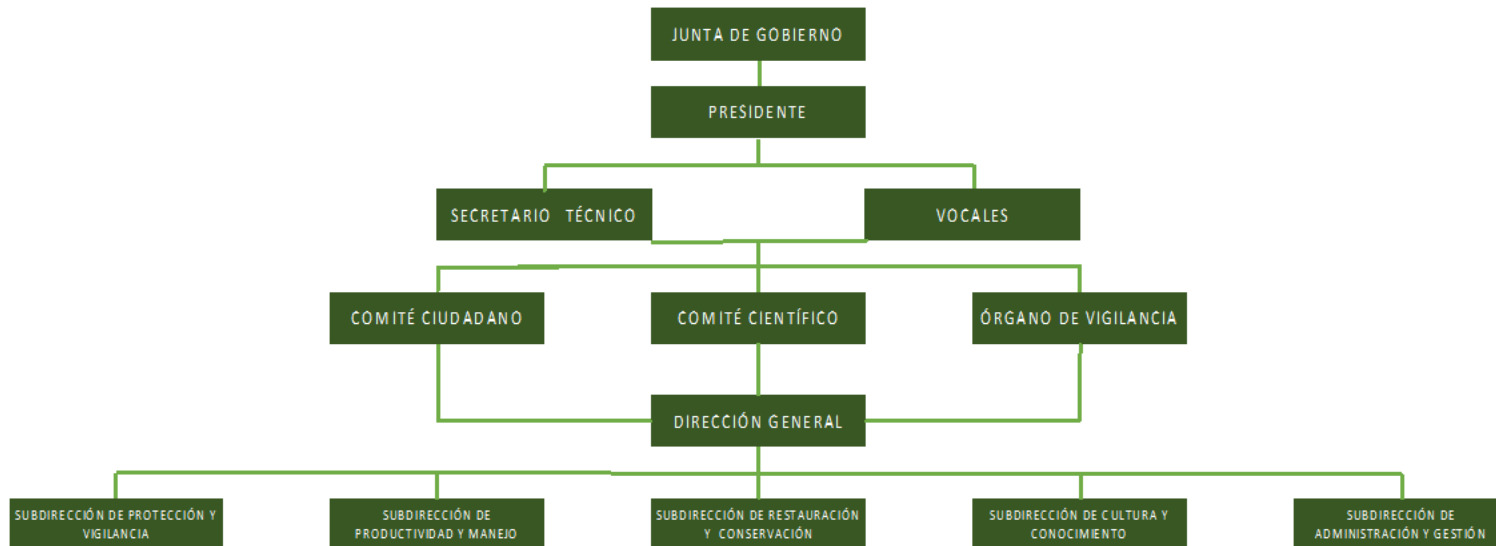 JUNTA DE GOBIERNO
PRESIDENTE
SECRETARIO TÉCNICO
VOCALES
COMITÉ CIUDADANO
COMITÉ CIENTÍFICO
ÓRGANO DE VIGILANCIA
DIRECCIÓN GENERAL
SUBDIRECCIÓN DE PROTECCIÓN Y
VIGILANCIA
SUBDIRECCIÓN DE
PRODUCTIVIDAD Y MANEJO
SUBDIRECCIÓN DE RESTAURACIÓN
Y CONSERVACIÓN
SUBDIRECCIÓN DE CULTURA Y
CONOCIMIENTO
SUBDIRECCIÓN DE
ADMINISTRACIÓN Y GESTIÓN